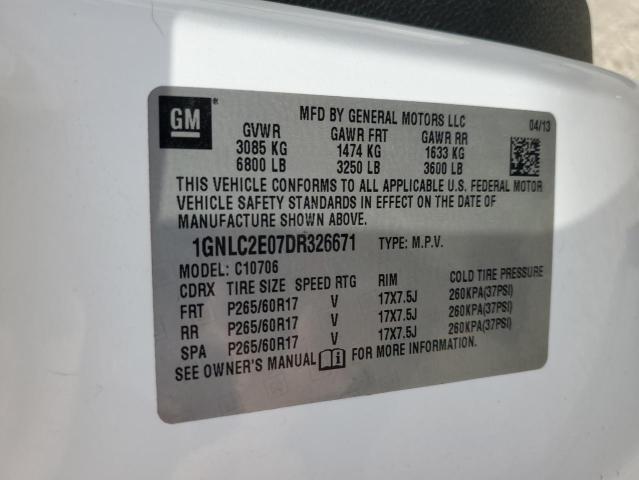 GM ®
MFD BY GENERAL MOTORS LLC 04/13
GVWR GAWR FRT GAWR RR
3085 KG 1474 KG 1633 KG
6800 LB 3250 LB 3600 LB
THIS VEHICLE CONFORMS TO ALL APPLICABLE U.S. FEDERAL MOTOR
VEHICLE SAFETY STANDARDS IN EFFECT ON THE DATE OF
MANUFACTURE SHOWN ABOVE.
1GNLC2E07DR326671 TYPE: M.P.V.
MODEL: C10706
CDRX TIRE SIZE SPEED RTG RIM COLD TIRE PRESSURE
FRT P265/60R17 V 17X7.5J 260KPA(37PSI)
RR P265/60R17 V 17X7.5J 260KPA(37PSI)
SPA P265/60R17 V 17X7.5J 260KPA(37PSI)
SEE OWNER'S MANUAL FOR MORE INFORMATION.